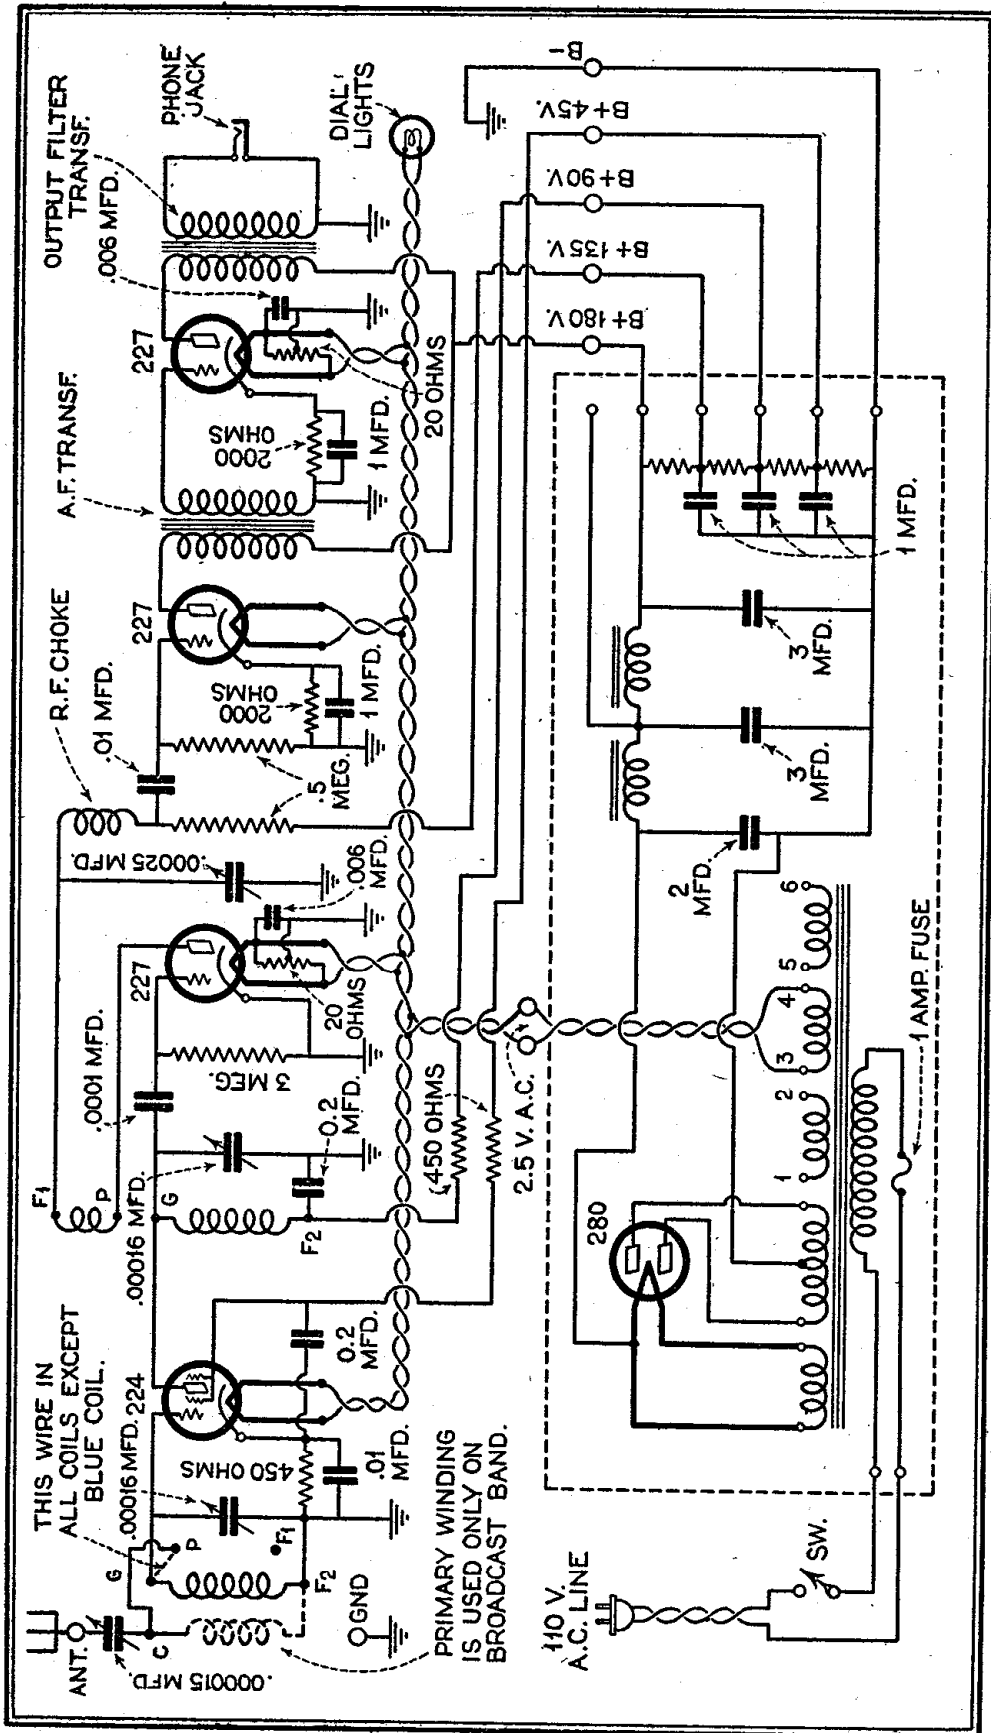 ANT.
.000015 MFD.
C
G
THIS WIRE IN
ALL COILS EXCEPT
BLUE COIL.
P
F1
F2
GND
PRIMARY WINDING
IS USED ONLY ON
BROADCAST BAND.
.00016 MFD.
224
450 OHMS
.01
MFD.
0.2
MFD.
F1
P
G
F2
.00016 MFD.
.0001 MFD.
3 MEG.
0.2
MFD.
227
20
OHMS
.006
MFD.
.00025 MFD.
R.F. CHOKE
.01 MFD.
.5
MEG.
227
2000
OHMS
1 MFD.
A.F. TRANSF.
227
2000
OHMS
1 MFD.
20 OHMS
OUTPUT FILTER
TRANSF.
.006 MFD.
PHONE
JACK
DIAL
LIGHTS
450 OHMS
2.5 V. A.C.
B+180V.
B+135V.
B+90V.
B+45V.
B-
110 V.
A.C. LINE
SW.
280
1
2
3
4
5
6
1 AMP. FUSE
2
MFD.
3
MFD.
3
MFD.
1 MFD.